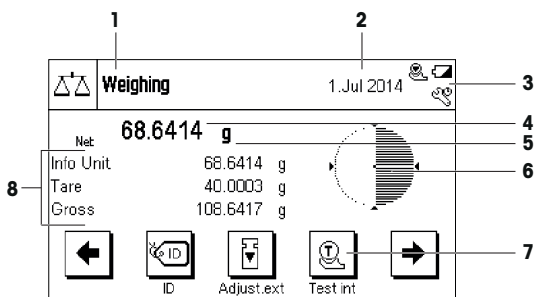 1 2
Weighing 1.Jul 2014 3
68.6414 g 4
Net 5
Info Unit 68.6414 g 6
Tare 40.0003 g
8
Gross 108.6417 g
ID T 7
ID Adjust.ext Test int